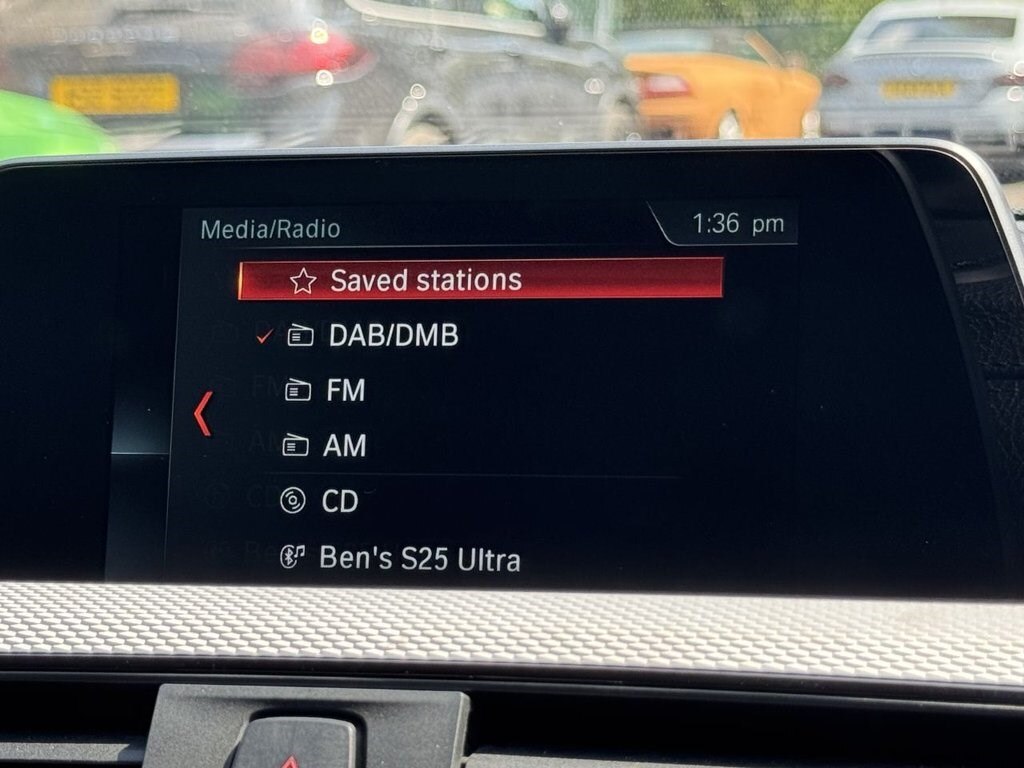 Media/Radio
1:36 pm
Saved stations
DAB/DMB
FM
AM
CD
Ben's S25 Ultra